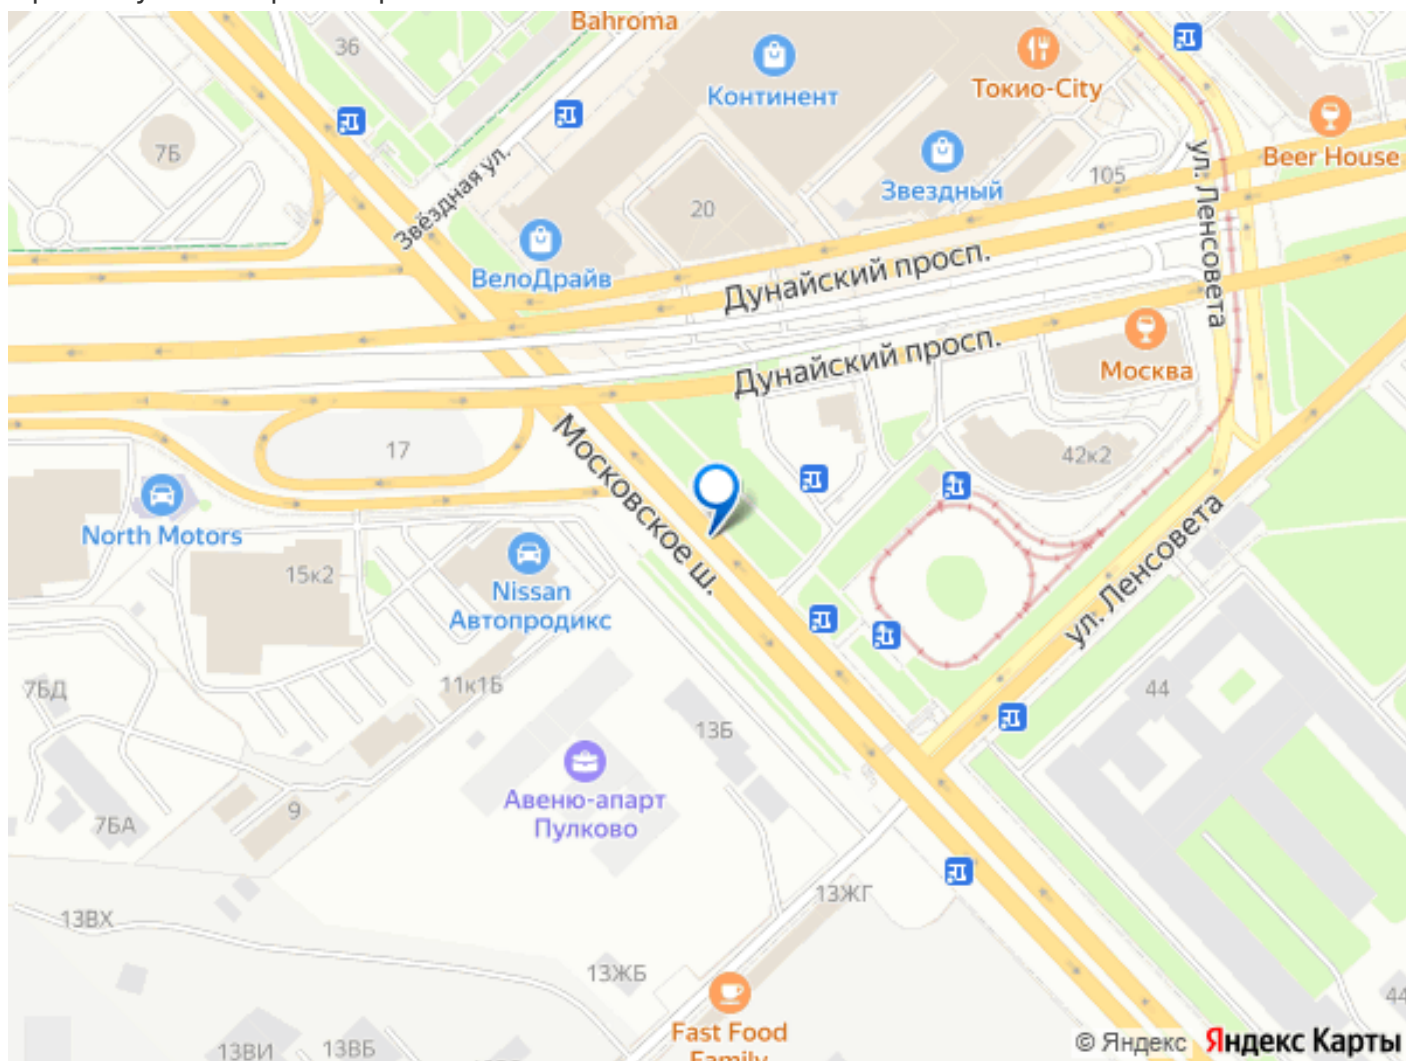 Bahroma
36
Континент
Токио-City
Beer House
7Б
Звёздная ул.
20
Звездный
105
ул. Ленсовета
ВелоДрайв
Дунайский просп.
Дунайский просп.
Москва
17
Московское ш.
42к2
North Motors
15к2
Nissan
Автопродикс
ул. Ленсовета
7БД
11к1Б
13Б
44
Авеню-апарт
Пулково
7БА
9
13ВХ
13ЖГ
13ЖБ
44
Fast Food
Family
13ВИ
13ВБ
© Яндекс Яндекс Карты